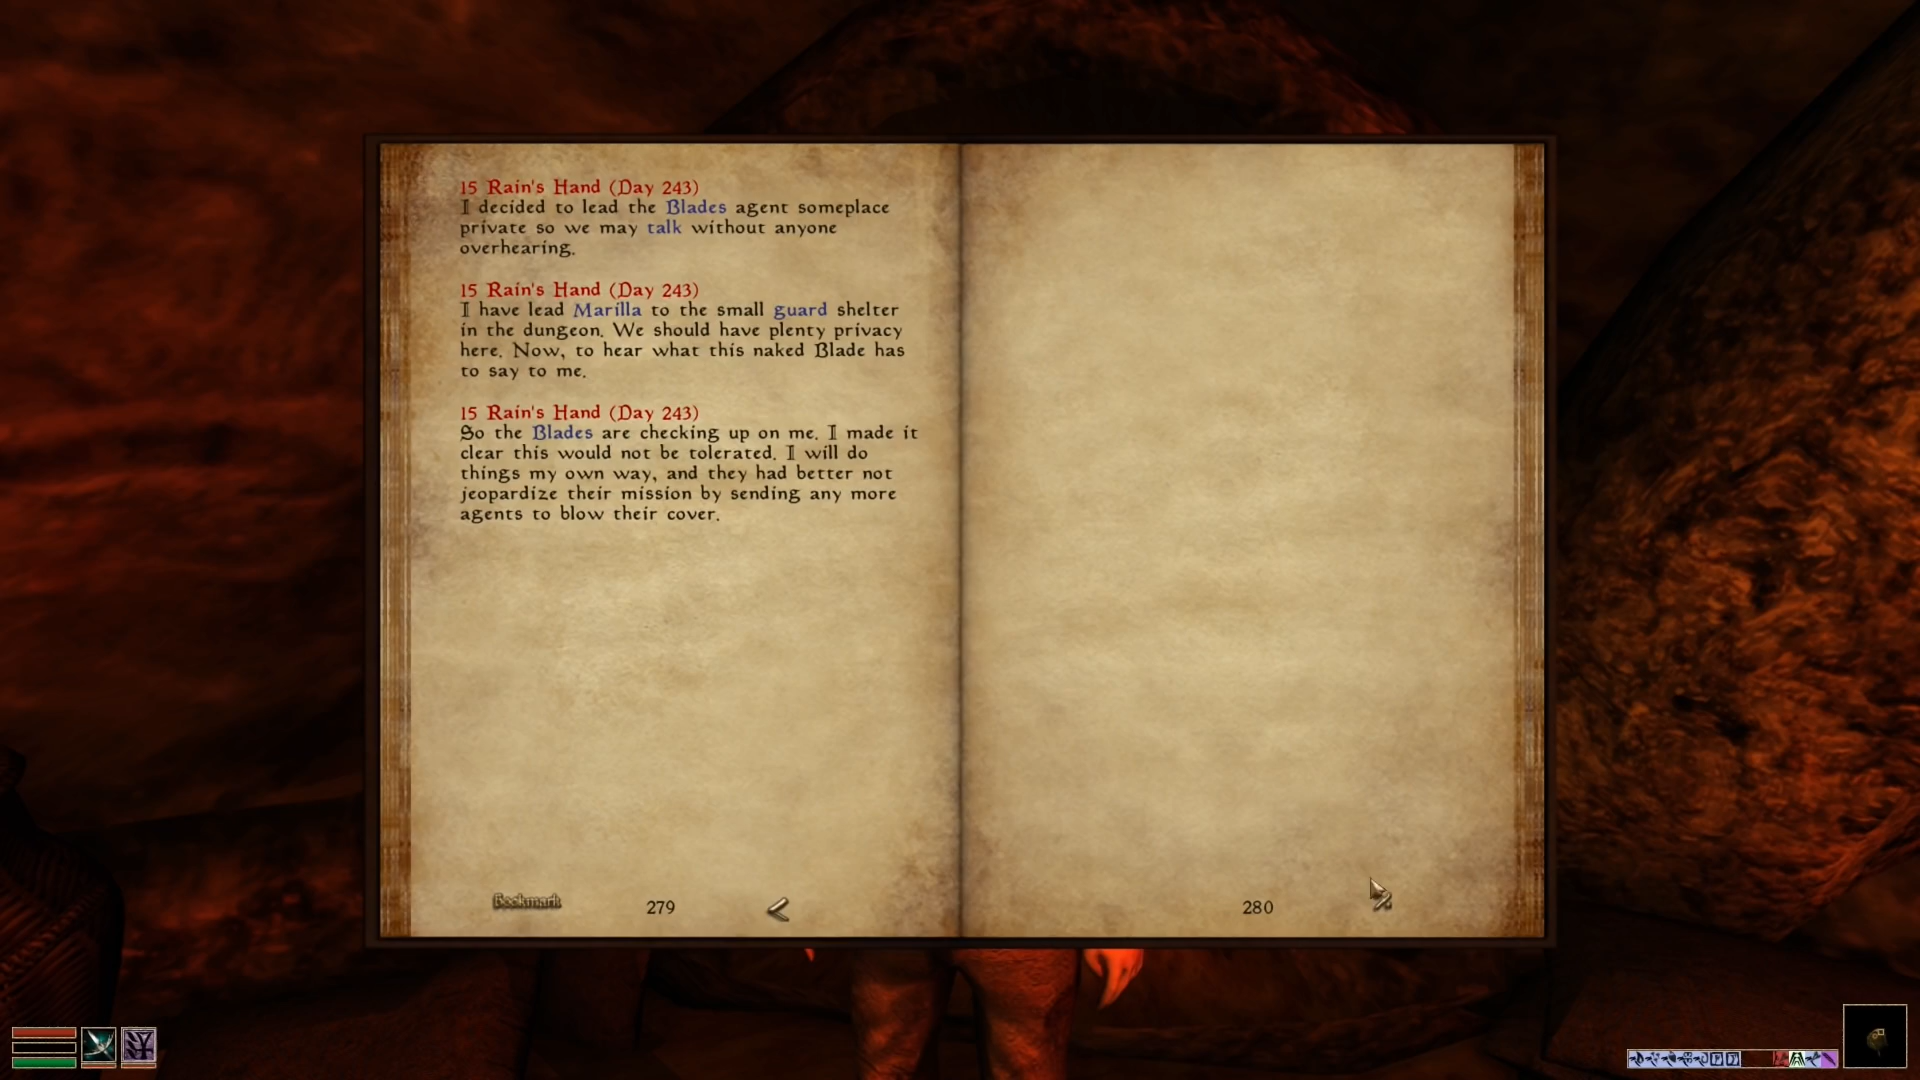 15 Rain's Hand (Day 243)
I decided to lead the Blades agent someplace
private so we may talk without anyone
overhearing.
15 Rain's Hand (Day 243)
I have lead Marilla to the small guard shelter
in the dungeon. We should have plenty privacy
here. Now, to hear what this naked Blade has
to say to me.
15 Rain's Hand (Day 243)
So the Blades are checking up on me. I made it
clear this would not be tolerated. I will do
things my own way, and they had better not
jeopardize their mission by sending any more
agents to blow their cover.
Bookmark
279
280